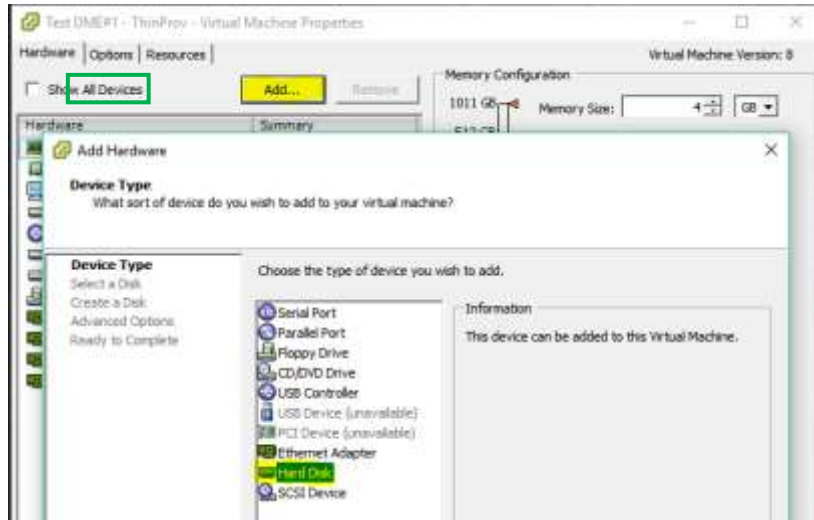 Test DME#1 - ThinProv - Virtual Machine Properties
Hardware Options Resources
Virtual Machine Version: 8
Show All Devices
Add...
Remove
Memory Configuration
1011 GB
Memory Size: 4 GB
Hardware Summary
512 GB
Add Hardware
Device Type
What sort of device do you wish to add to your virtual machine?
Device Type
Select a Disk
Create a Disk
Advanced Options
Ready to Complete
Choose the type of device you wish to add.
Serial Port
Parallel Port
Floppy Drive
CD/DVD Drive
USB Controller
USB Device (unavailable)
PCI Device (unavailable)
Ethernet Adapter
Hard Disk
SCSI Device
Information
This device can be added to this Virtual Machine.